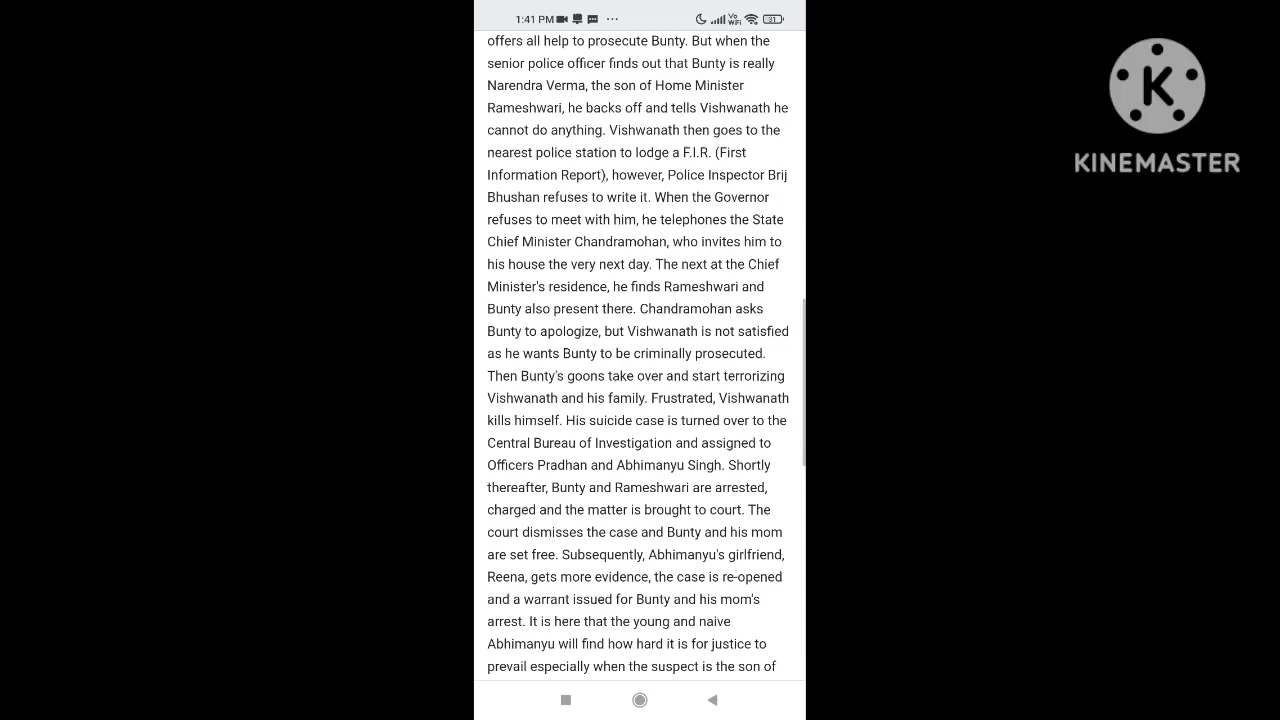 1:41 PM
Vo
WiFi
31
offers all help to prosecute Bunty. But when the
senior police officer finds out that Bunty is really
Narendra Verma, the son of Home Minister
Rameshwari, he backs off and tells Vishwanath he
cannot do anything. Vishwanath then goes to the
nearest police station to lodge a F.I.R. (First
Information Report), however, Police Inspector Brij
Bhushan refuses to write it. When the Governor
refuses to meet with him, he telephones the State
Chief Minister Chandramohan, who invites him to
his house the very next day. The next at the Chief
Minister's residence, he finds Rameshwari and
Bunty also present there. Chandramohan asks
Bunty to apologize, but Vishwanath is not satisfied
as he wants Bunty to be criminally prosecuted.
Then Bunty's goons take over and start terrorizing
Vishwanath and his family. Frustrated, Vishwanath
kills himself. His suicide case is turned over to the
Central Bureau of Investigation and assigned to
Officers Pradhan and Abhimanyu Singh. Shortly
thereafter, Bunty and Rameshwari are arrested,
charged and the matter is brought to court. The
court dismisses the case and Bunty and his mom
are set free. Subsequently, Abhimanyu's girlfriend,
Reena, gets more evidence, the case is re-opened
and a warrant issued for Bunty and his mom's
arrest. It is here that the young and naive
Abhimanyu will find how hard it is for justice to
prevail especially when the suspect is the son of
K
KINEMASTER